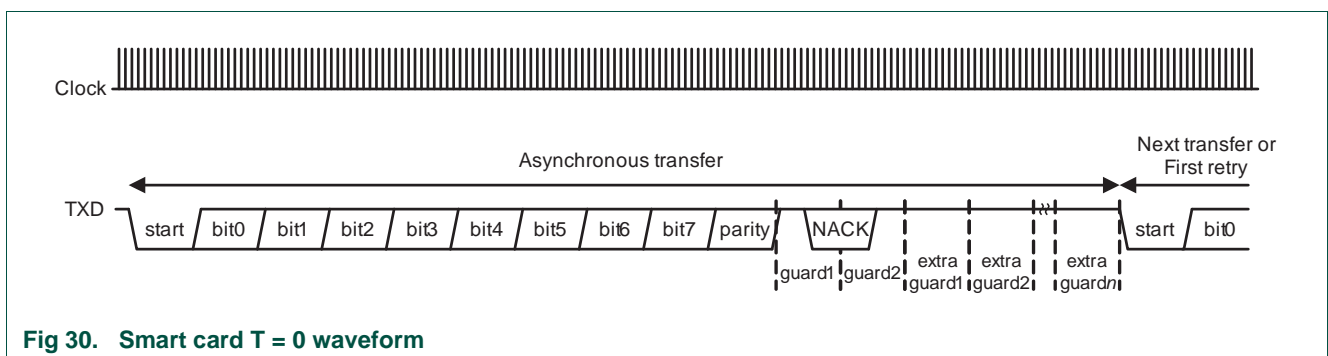 Clock
Next transfer or
First retry
Asynchronous transfer
TXD
start bit0 bit1 bit2 bit3 bit4 bit5 bit6 bit7 parity NACK start bit0
guard1 guard2 extra guard1 extra guard2 extra guardn
Fig 30. Smart card T = 0 waveform